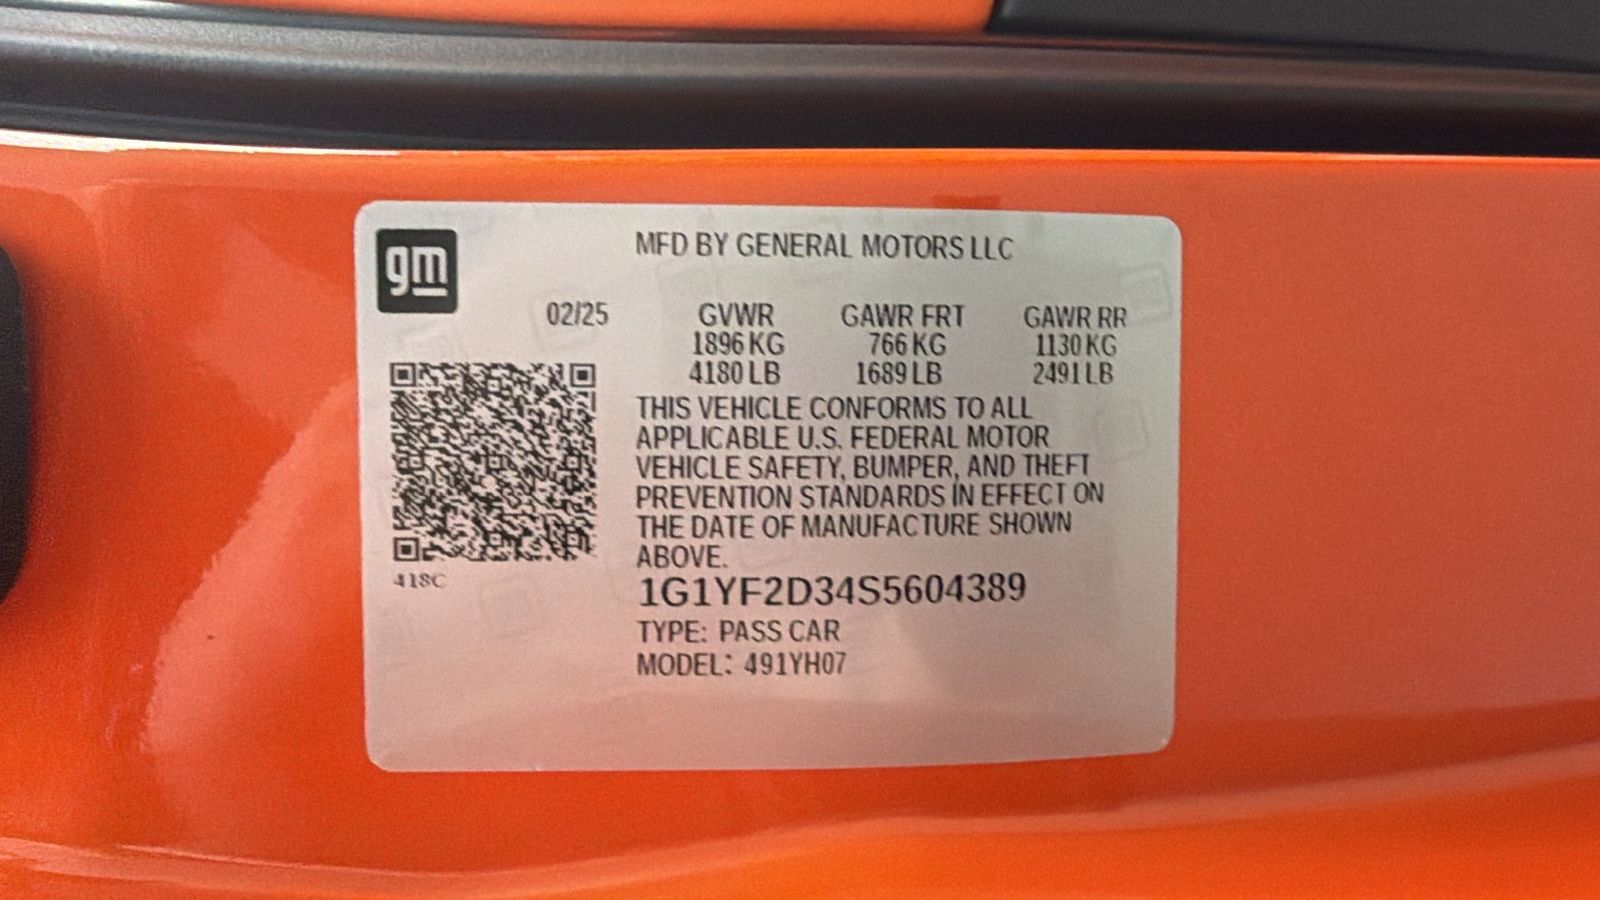 gm
MFD BY GENERAL MOTORS LLC
02/25 GVWR GAWR FRT GAWR RR
1896 KG 766 KG 1130 KG
4180 LB 1689 LB 2491 LB
THIS VEHICLE CONFORMS TO ALL
APPLICABLE U.S. FEDERAL MOTOR
VEHICLE SAFETY, BUMPER, AND THEFT
PREVENTION STANDARDS IN EFFECT ON
THE DATE OF MANUFACTURE SHOWN
ABOVE.
418C
1G1YF2D34S5604389
TYPE: PASS CAR
MODEL: 491YH07